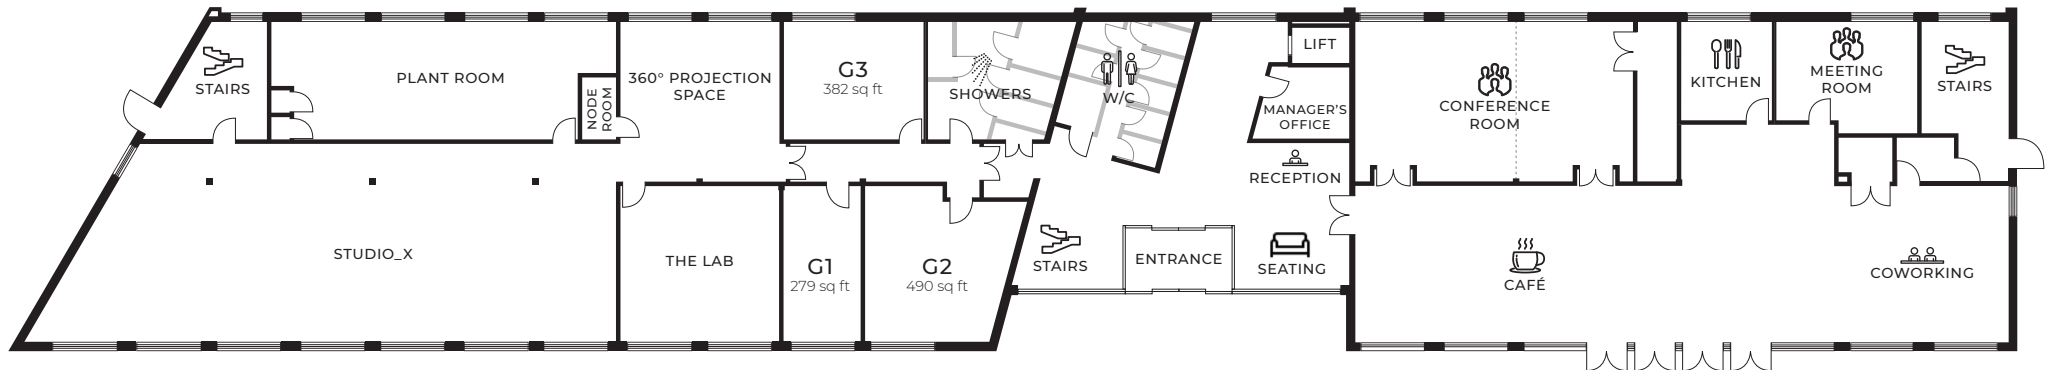 STAIRS
PLANT ROOM
NODE
ROOM
360° PROJECTION
SPACE
G3
382 sq ft
SHOWERS
W/C
LIFT
MANAGER'S
OFFICE
RECEPTION
CONFERENCE
ROOM
KITCHEN
MEETING
ROOM
STAIRS
STUDIO_X
THE LAB
G1
279 sq ft
G2
490 sq ft
STAIRS
ENTRANCE
SEATING
CAFÉ
COWORKING